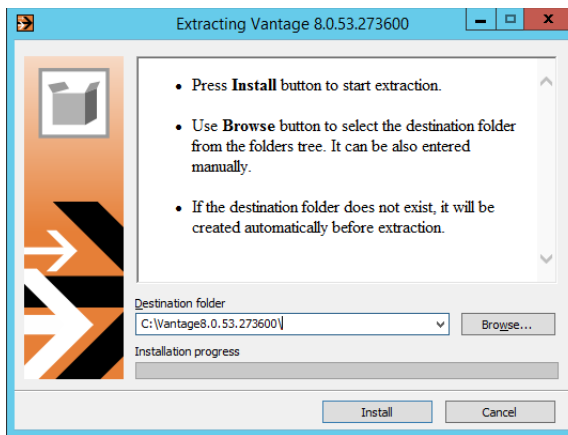 Extracting Vantage 8.0.53.273600
• Press Install button to start extraction.
• Use Browse button to select the destination folder
from the folders tree. It can be also entered
manually.
• If the destination folder does not exist, it will be
created automatically before extraction.
Destination folder
C:\Vantage8.0.53.273600\
Browse...
Installation progress
Install
Cancel